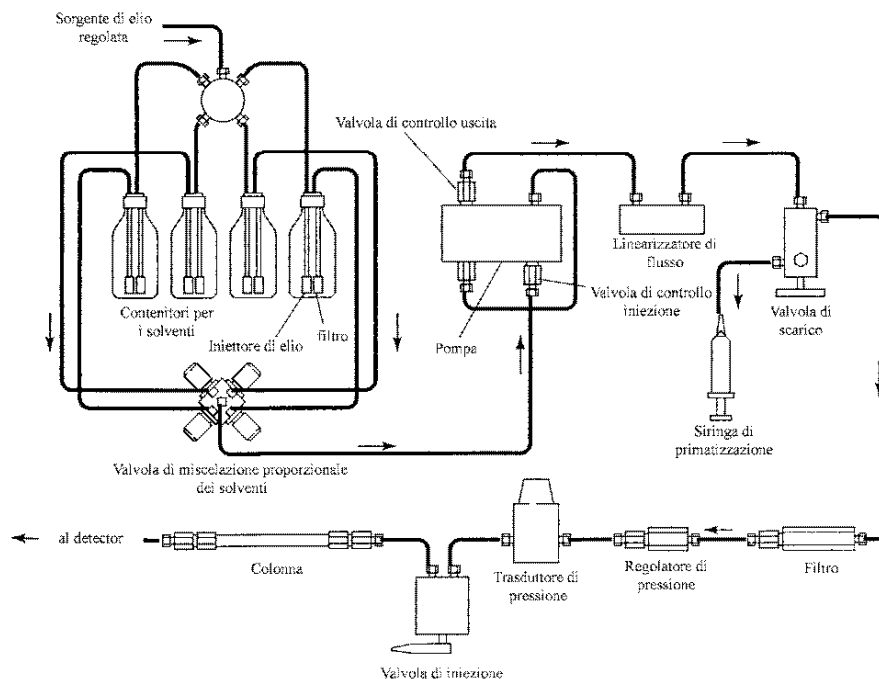 Sorgente di elio
regolata
Valvola di controllo uscita
Linearizzatore di
flusso
Valvola di controllo
iniezione
Valvola di
scarico
Contenitori per
i solventi
Iniettore di elio
filtro
Pompa
Siringa di
primatizzazione
Valvola di miscelazione proporzionale
dei solventi
al detector
Colonna
Trasduttore di
pressione
Regolatore di
pressione
Filtro
Valvola di iniezione